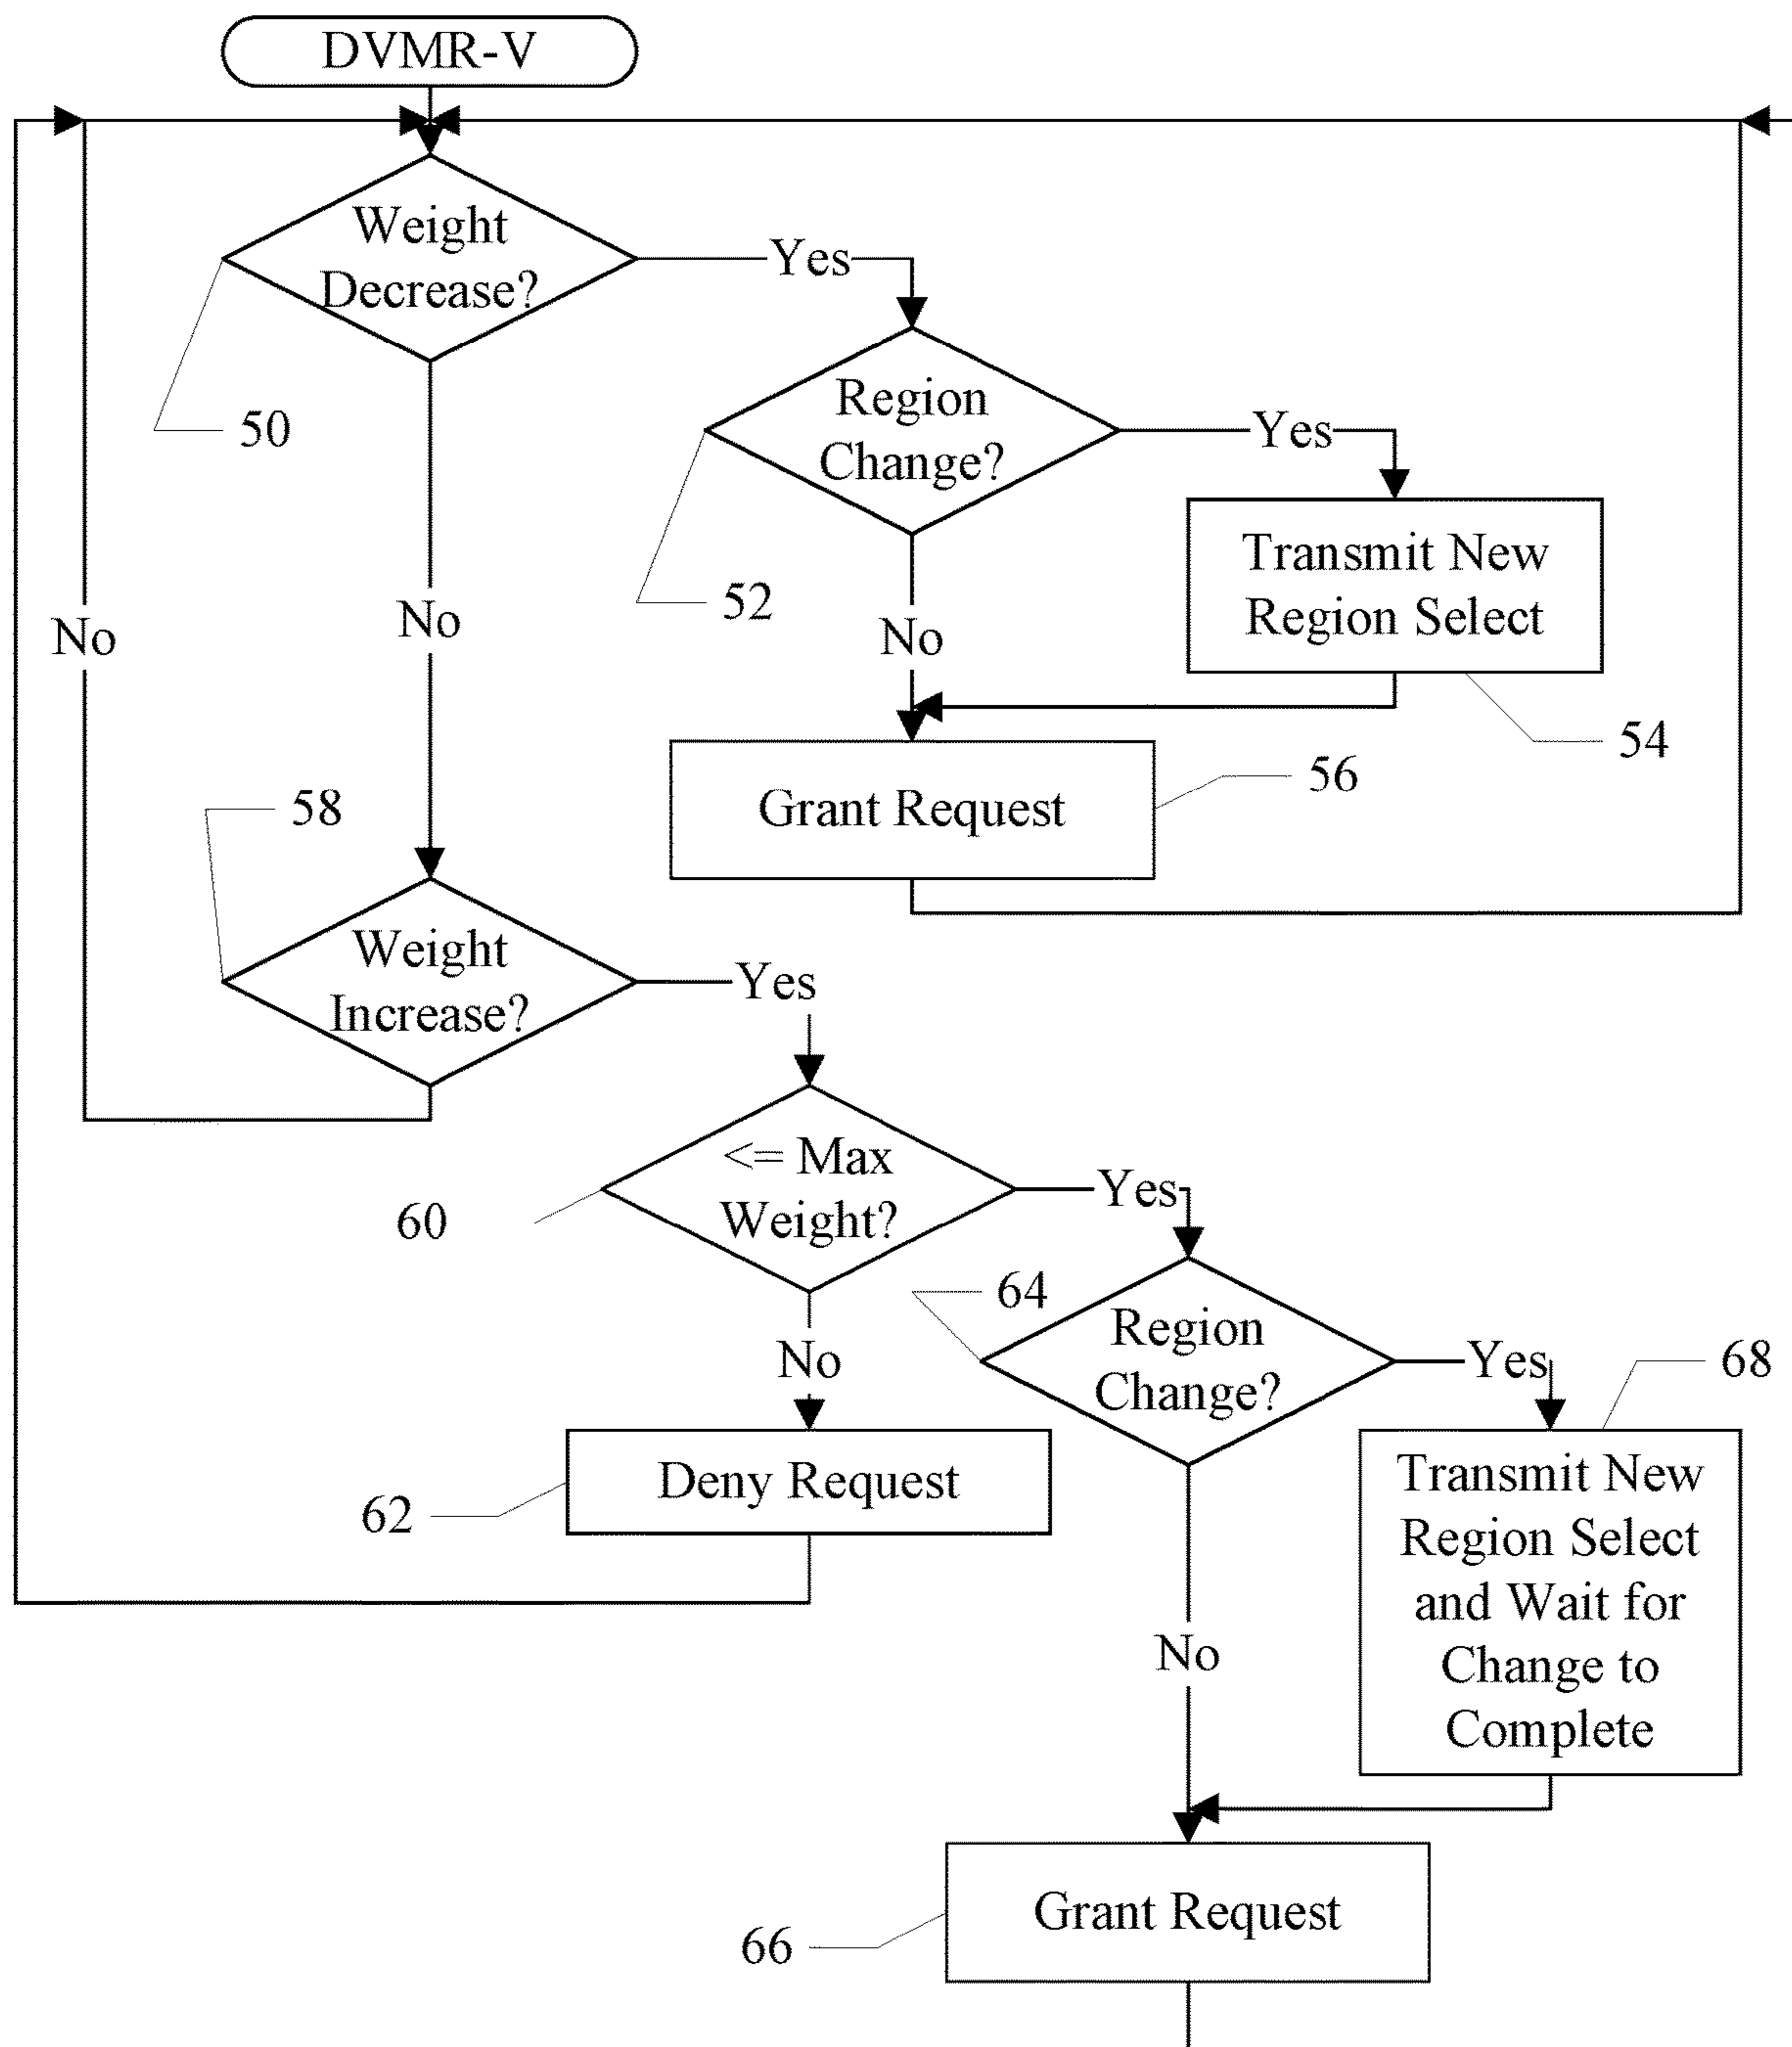 DVMR-V
Weight
Decrease?
Yes
50
Region
Change?
Yes
52
Transmit New
Region Select
No
No
No
54
56
Grant Request
58
Weight
Increase?
Yes
<= Max
Weight?
Yes
60
64
Region
Change?
No
Yes
68
Deny Request
62
Transmit New
Region Select
and Wait for
Change to
Complete
No
Grant Request
66